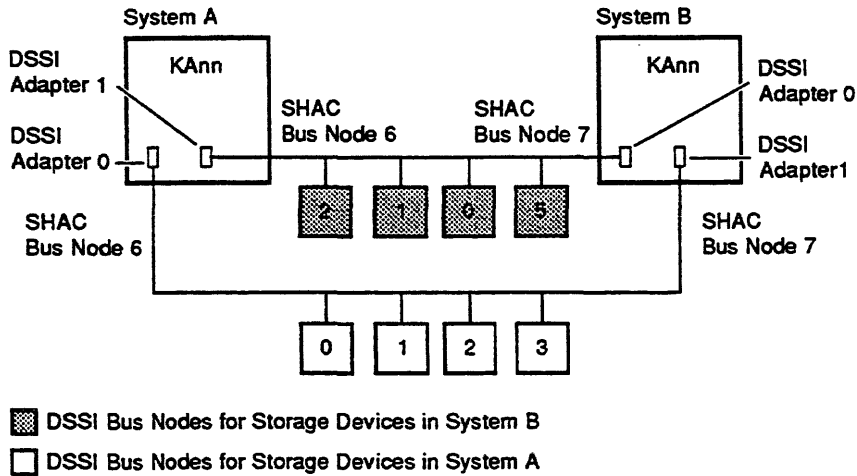 System A
System B
DSSI
Adapter 1
KAnn
KAnn
DSSI
Adapter 0
SHAC
Bus Node 6
SHAC
Bus Node 7
DSSI
Adapter 0
DSSI
Adapter1
2 1 0 5
SHAC
Bus Node 6
SHAC
Bus Node 7
0 1 2 3
DSSI Bus Nodes for Storage Devices in System B
DSSI Bus Nodes for Storage Devices in System A